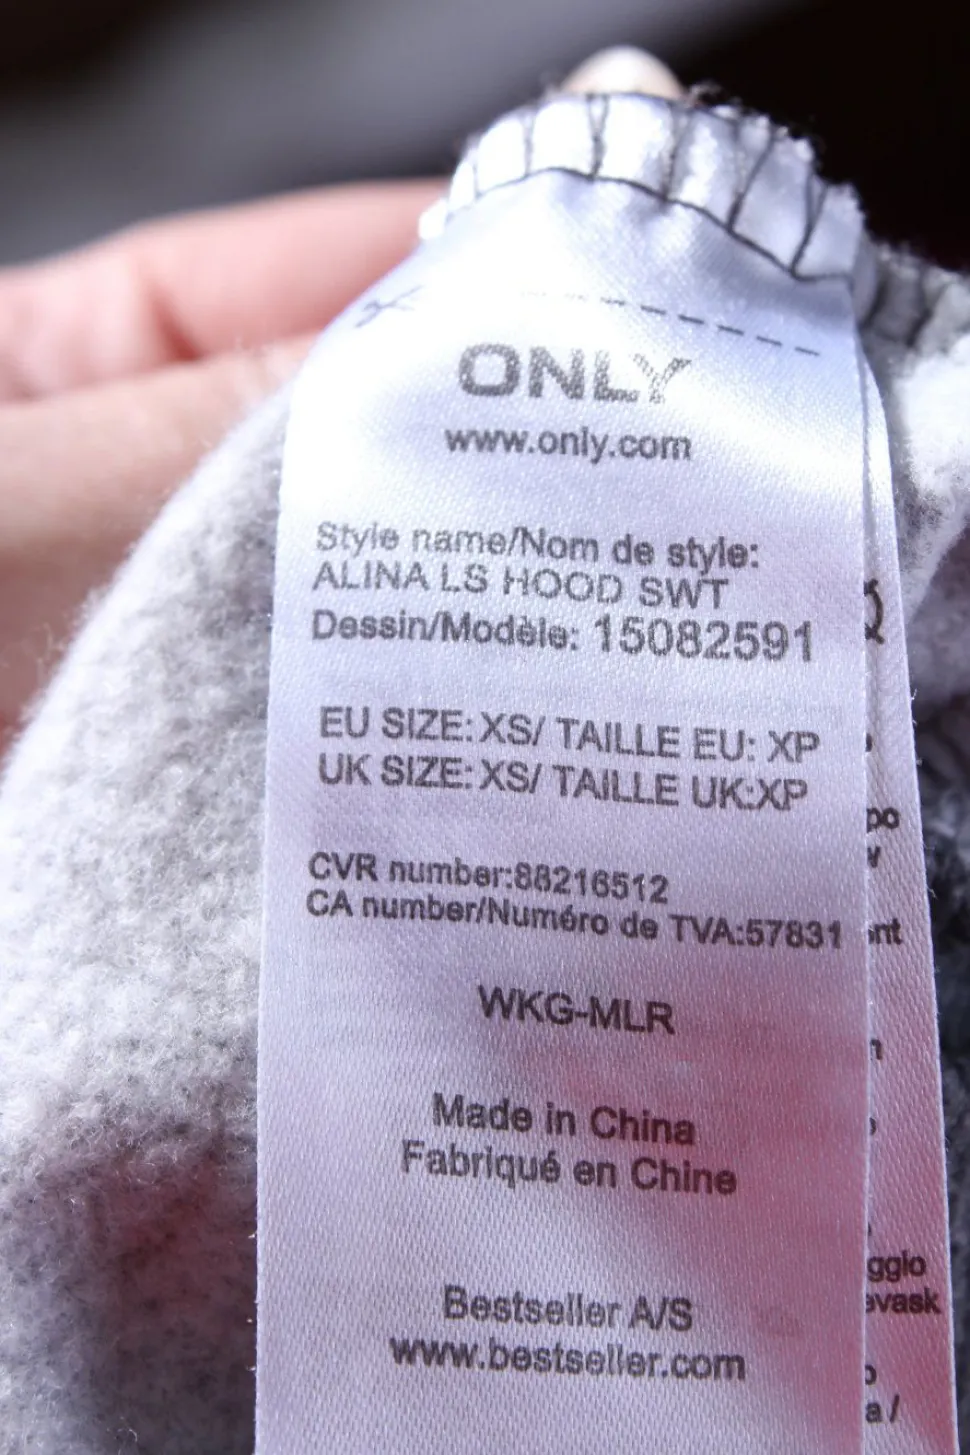 ONLY
www.only.com
Style name/Nom de style:
ALINA LS HOOD SWT
Dessin/Modèle: 15082591
EU SIZE: XS/ TAILLE EU: XP
UK SIZE: XS/ TAILLE UK:XP
CVR number:88216512
CA number/Numéro de TVA:57831
WKG-MLR
Made in China
Fabriqué en Chine
Bestseller A/S
www.bestseller.com